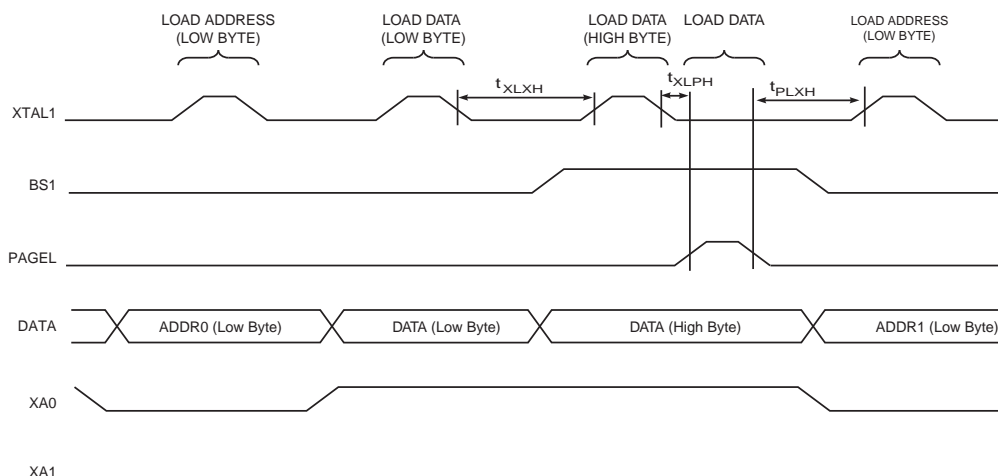 LOAD ADDRESS
(LOW BYTE)
LOAD DATA
(LOW BYTE)
LOAD DATA
(HIGH BYTE)
LOAD DATA
LOAD ADDRESS
(LOW BYTE)
tXLXH
tXLPH
tPLXH
XTAL1
BS1
PAGEL
DATA
ADDR0 (Low Byte)
DATA (Low Byte)
DATA (High Byte)
ADDR1 (Low Byte)
XA0
XA1